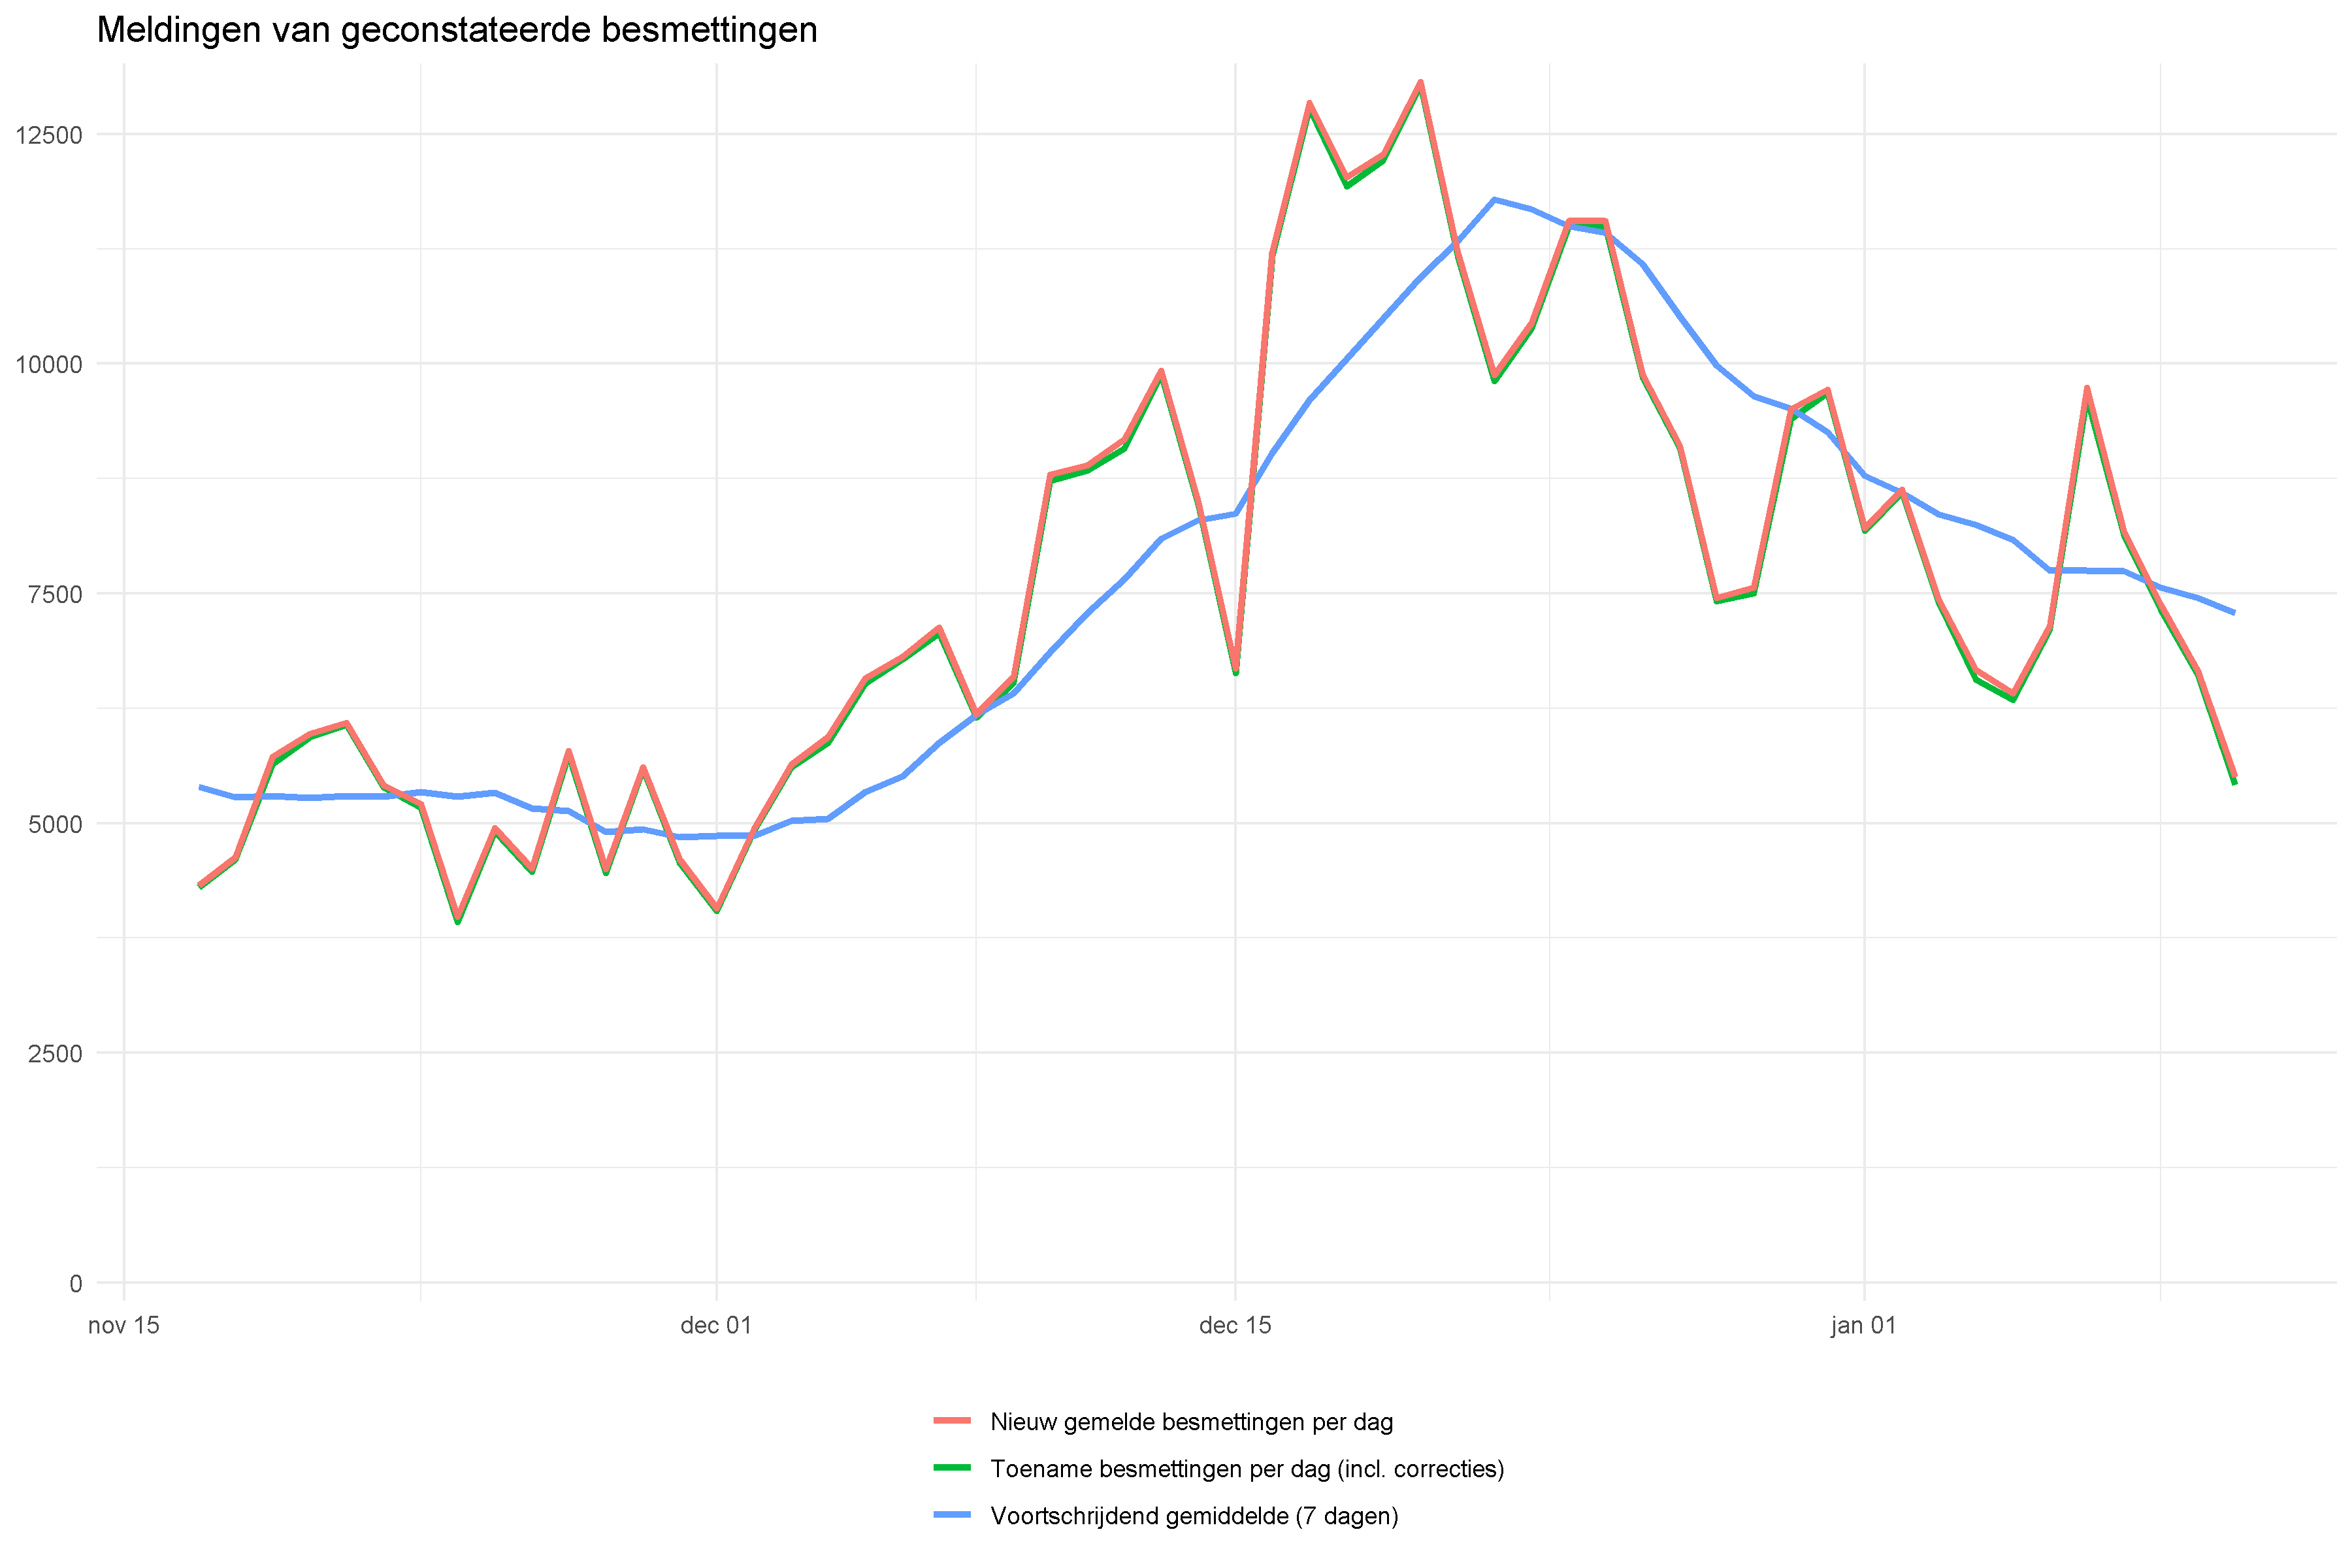 Meldingen van geconstateerde besmettingen
12500
10000
7500
5000
2500
0
nov 15 dec 01 dec 15 jan 01
Nieuw gemelde besmettingen per dag
Toename besmettingen per dag (incl. correcties)
Voortschrijdend gemiddelde (7 dagen)